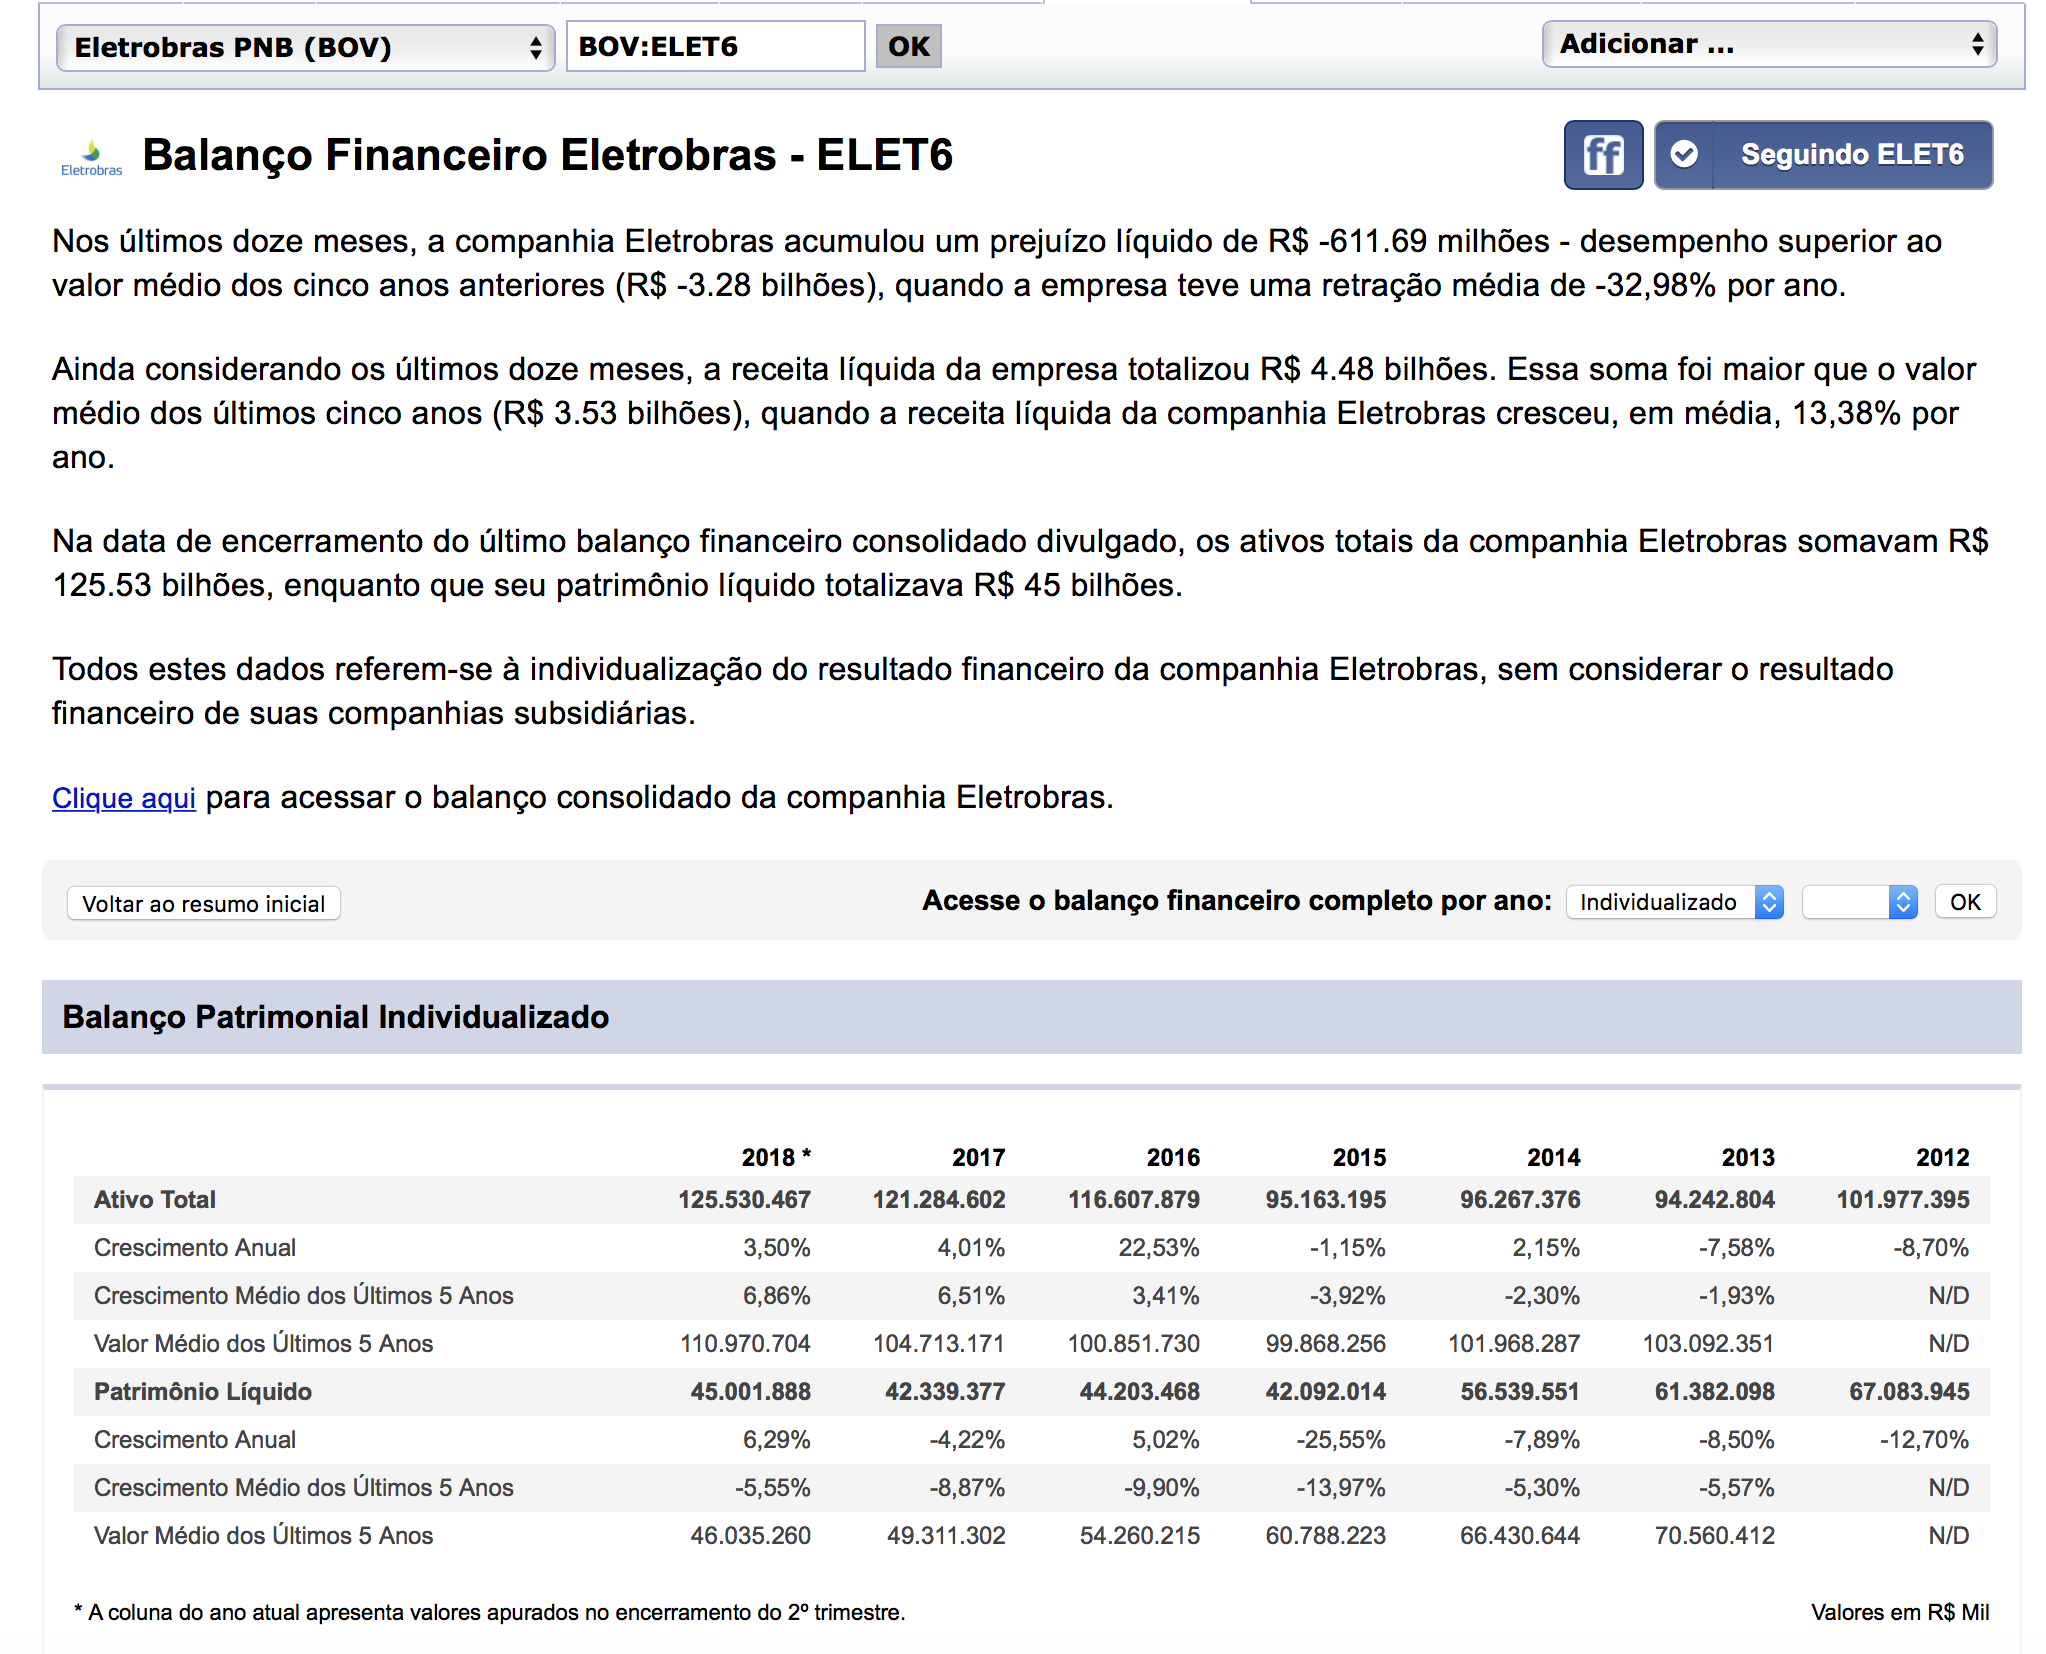 Eletrobras PNB (BOV) BOV:ELET6 OK Adicionar ...
Eletrobras Balanço Financeiro Eletrobras - ELET6 ff Seguindo ELET6
Nos últimos doze meses, a companhia Eletrobras acumulou um prejuízo líquido de R$ -611.69 milhões - desempenho superior ao
valor médio dos cinco anos anteriores (R$ -3.28 bilhões), quando a empresa teve uma retração média de -32,98% por ano.
Ainda considerando os últimos doze meses, a receita líquida da empresa totalizou R$ 4.48 bilhões. Essa soma foi maior que o valor
médio dos últimos cinco anos (R$ 3.53 bilhões), quando a receita líquida da companhia Eletrobras cresceu, em média, 13,38% por
ano.
Na data de encerramento do último balanço financeiro consolidado divulgado, os ativos totais da companhia Eletrobras somavam R$
125.53 bilhões, enquanto que seu patrimônio líquido totalizava R$ 45 bilhões.
Todos estes dados referem-se à individualização do resultado financeiro da companhia Eletrobras, sem considerar o resultado
financeiro de suas companhias subsidiárias.
Clique aqui para acessar o balanço consolidado da companhia Eletrobras.
Voltar ao resumo inicial Acesse o balanço financeiro completo por ano: Individualizado OK
Balanço Patrimonial Individualizado
2018 * 2017 2016 2015 2014 2013 2012
Ativo Total 125.530.467 121.284.602 116.607.879 95.163.195 96.267.376 94.242.804 101.977.395
Crescimento Anual 3,50% 4,01% 22,53% -1,15% 2,15% -7,58% -8,70%
Crescimento Médio dos Últimos 5 Anos 6,86% 6,51% 3,41% -3,92% -2,30% -1,93% N/D
Valor Médio dos Últimos 5 Anos 110.970.704 104.713.171 100.851.730 99.868.256 101.968.287 103.092.351 N/D
Patrimônio Líquido 45.001.888 42.339.377 44.203.468 42.092.014 56.539.551 61.382.098 67.083.945
Crescimento Anual 6,29% -4,22% 5,02% -25,55% -7,89% -8,50% -12,70%
Crescimento Médio dos Últimos 5 Anos -5,55% -8,87% -9,90% -13,97% -5,30% -5,57% N/D
Valor Médio dos Últimos 5 Anos 46.035.260 49.311.302 54.260.215 60.788.223 66.430.644 70.560.412 N/D
* A coluna do ano atual apresenta valores apurados no encerramento do 2º trimestre. Valores em R$ Mil